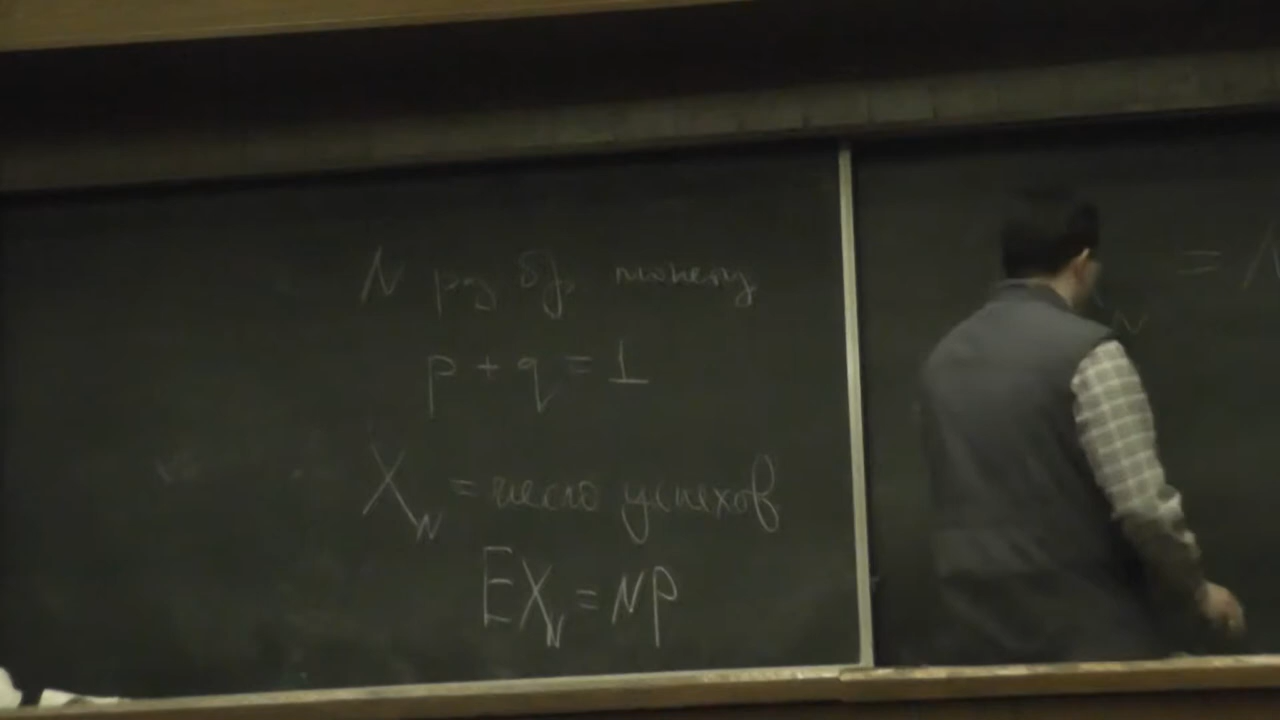 N раз бр. монету
p + q = 1
X_N = число успехов
EX_N = Np
= N